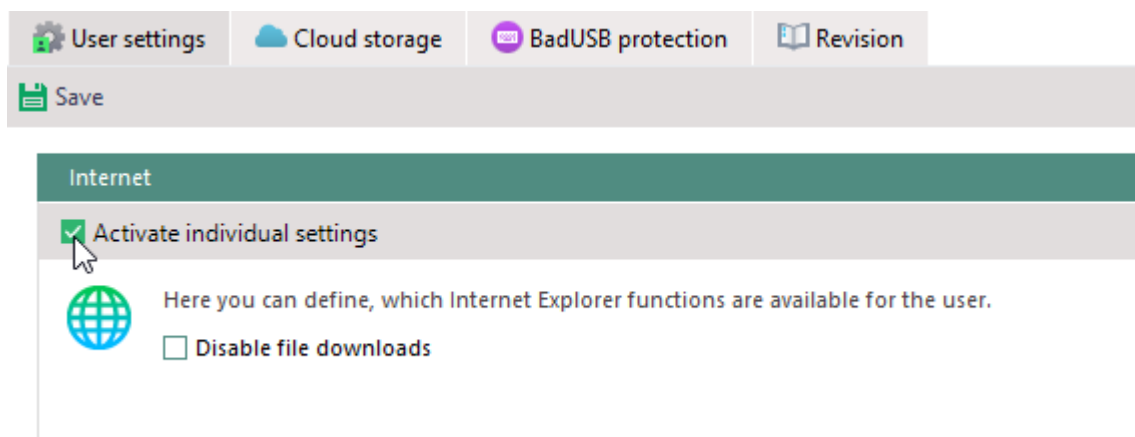 User settings
Cloud storage
BadUSB protection
Revision
Save
Internet
Activate individual settings
Here you can define, which Internet Explorer functions are available for the user.
Disable file downloads